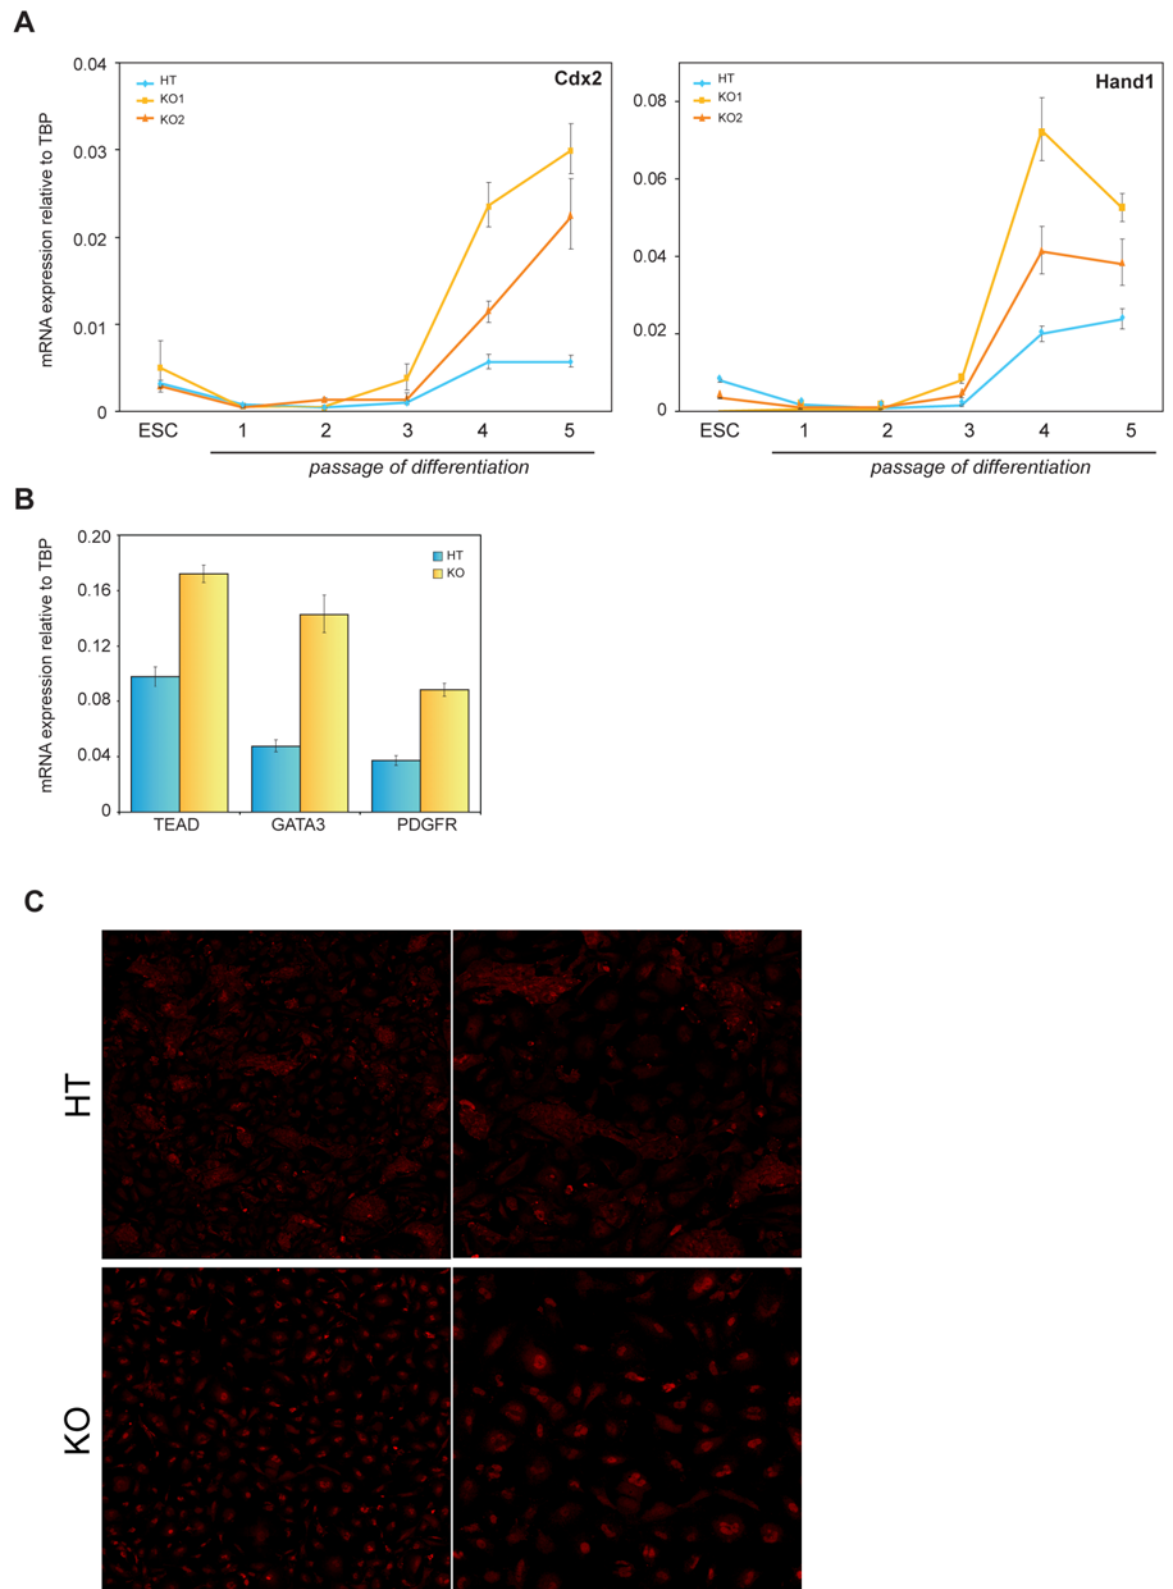 A
mRNA expression relative to TBP
0.04
0.03
0.02
0.01
0
HT
KO1
KO2
Cdx2
ESC 1 2 3 4 5
passage of differentiation
0.08
0.06
0.04
0.02
0
HT
KO1
KO2
Hand1
ESC 1 2 3 4 5
passage of differentiation
B
mRNA expression relative to TBP
0.20
0.16
0.12
0.08
0.04
0
HT
KO
TEAD GATA3 PDGFR
C
HT
KO